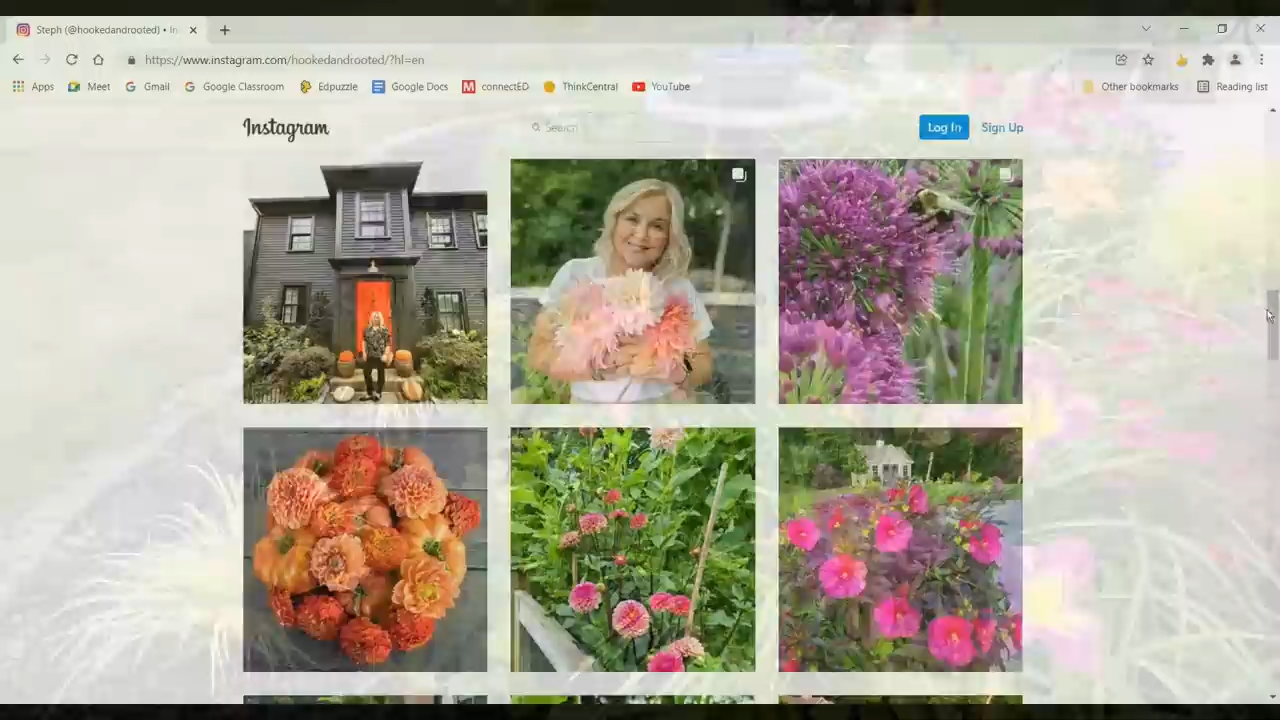 Steph (@hookedandrooted) • In
https://www.instagram.com/hookedandrooted/?hl=en
Apps Meet Gmail Google Classroom Edpuzzle Google Docs connectED ThinkCentral YouTube Other bookmarks Reading list
Instagram Search Log In Sign Up